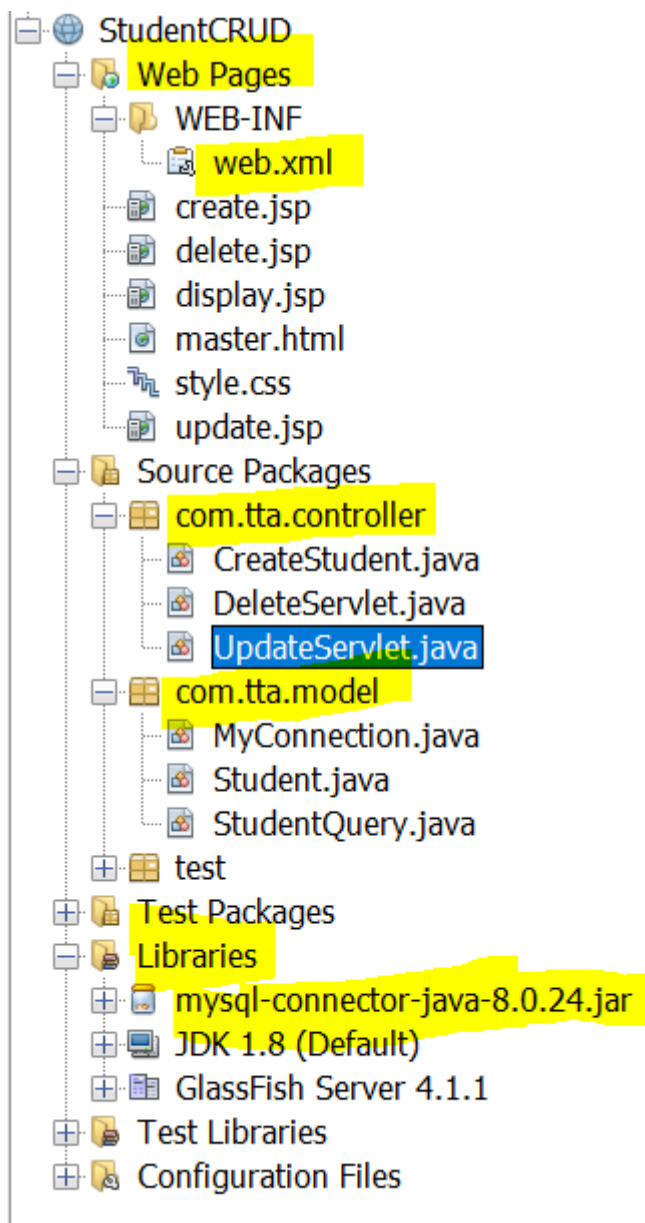 StudentCRUD
Web Pages
WEB-INF
web.xml
create.jsp
delete.jsp
display.jsp
master.html
style.css
update.jsp
Source Packages
com.tta.controller
CreateStudent.java
DeleteServlet.java
UpdateServlet.java
com.tta.model
MyConnection.java
Student.java
StudentQuery.java
test
Test Packages
Libraries
mysql-connector-java-8.0.24.jar
JDK 1.8 (Default)
GlassFish Server 4.1.1
Test Libraries
Configuration Files